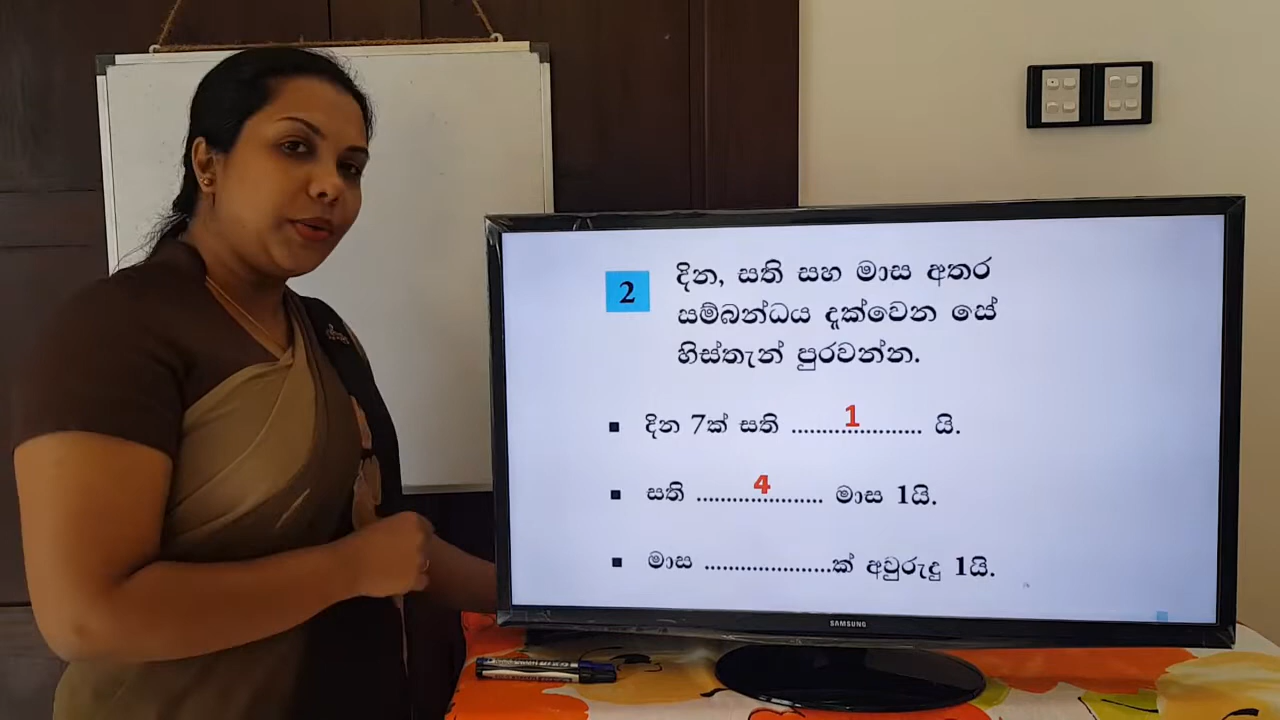 2
දින, සති සහ මාස අතර
සම්බන්ධය දැක්වෙන සේ
හිස්තැන් පුරවන්න.
▪ දින 7ක් සති ......1...... යි.
▪ සති ......4...... මාස 1යි.
▪ මාස ......................ක් අවුරුදු 1යි.
SAMSUNG